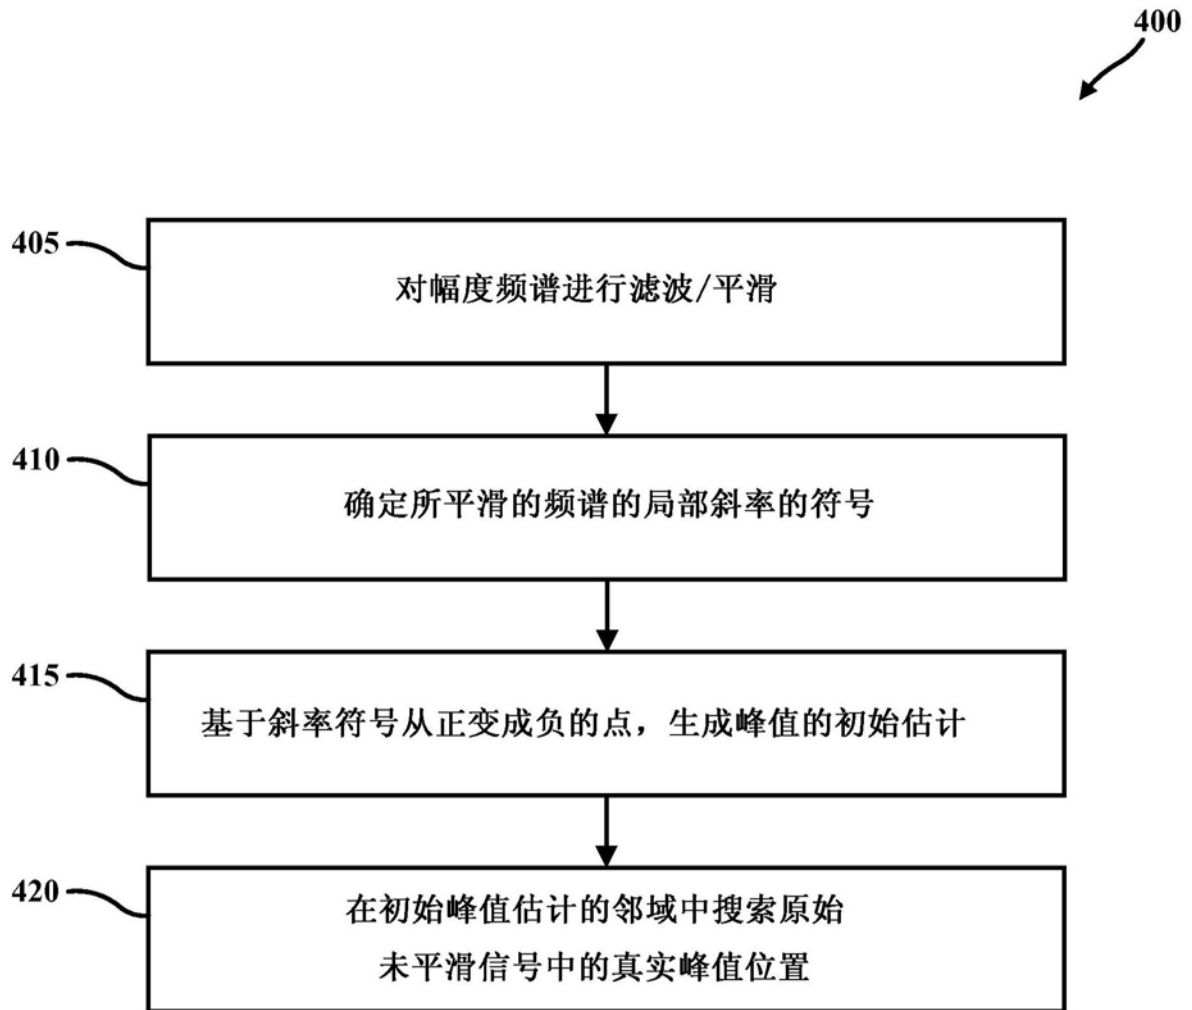 400
405
对幅度频谱进行滤波/平滑
410
确定所平滑的频谱的局部斜率的符号
415
基于斜率符号从正变成负的点，生成峰值的初始估计
420
在初始峰值估计的邻域中搜索原始
未平滑信号中的真实峰值位置